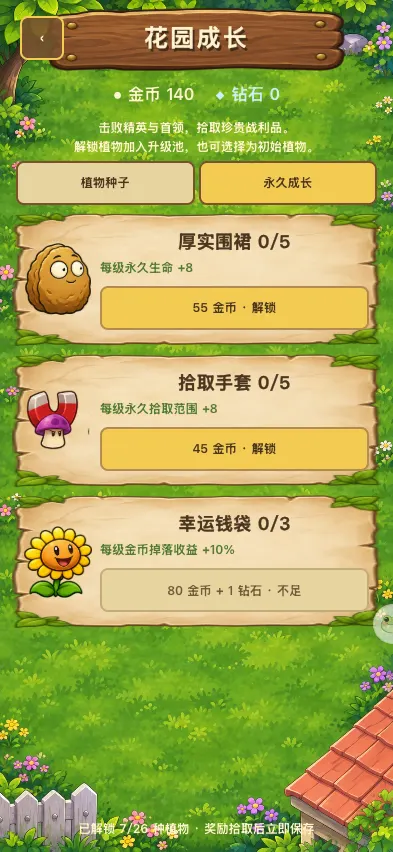 ‹
花园成长
● 金币 140 ◆ 钻石 0
击败精英与首领，拾取珍贵战利品。
解锁植物加入升级池，也可选择为初始植物。
植物种子
永久成长
厚实围裙 0/5
每级永久生命 +8
55 金币 · 解锁
拾取手套 0/5
每级永久拾取范围 +8
45 金币 · 解锁
幸运钱袋 0/3
每级金币掉落收益 +10%
80 金币 + 1 钻石 · 不足
已解锁 7/26 种植物 · 奖励拾取后立即保存